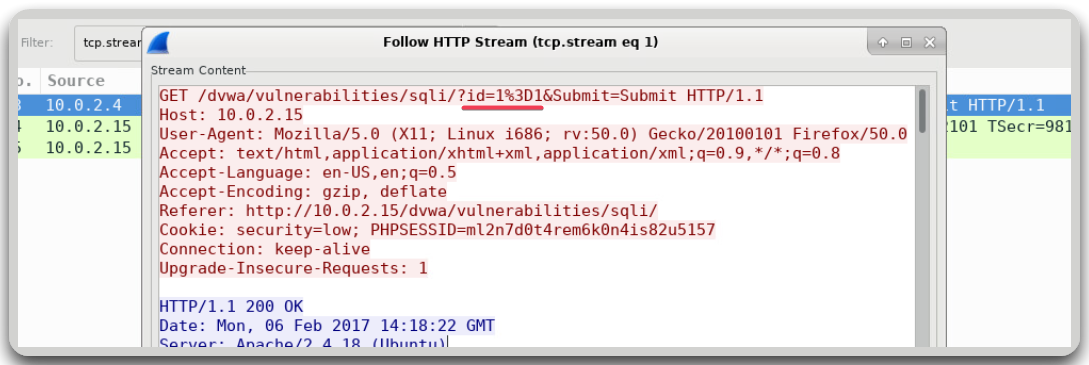 Filter:
tcp.strear
Follow HTTP Stream (tcp.stream eq 1)
Stream Content
GET /dvwa/vulnerabilities/sqli/?id=1%3D1&Submit=Submit HTTP/1.1
Host: 10.0.2.15
User-Agent: Mozilla/5.0 (X11; Linux i686; rv:50.0) Gecko/20100101 Firefox/50.0
Accept: text/html,application/xhtml+xml,application/xml;q=0.9,*/*;q=0.8
Accept-Language: en-US,en;q=0.5
Accept-Encoding: gzip, deflate
Referer: http://10.0.2.15/dvwa/vulnerabilities/sqli/
Cookie: security=low; PHPSESSID=ml2n7d0t4rem6k0n4is82u5157
Connection: keep-alive
Upgrade-Insecure-Requests: 1
HTTP/1.1 200 OK
Date: Mon, 06 Feb 2017 14:18:22 GMT
Server: Apache/2.4.18 (Ubuntu)
o. Source
10.0.2.4
10.0.2.15
10.0.2.15
t HTTP/1.1
101 TSecr=981